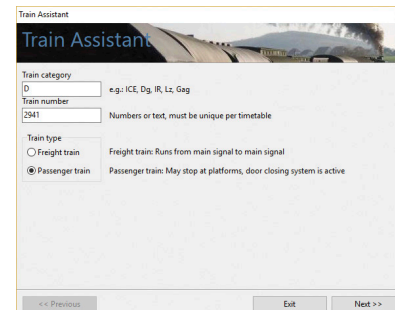 Train Assistant
Train Assistant
Train category
D
e.g.: ICE, Dg, IR, Lz, Gag
Train number
2941
Numbers or text, must be unique per timetable
Train type
Freight train
Freight train: Runs from main signal to main signal
Passenger train
Passenger train: May stop at platforms, door closing system is active
<< Previous
Exit
Next >>